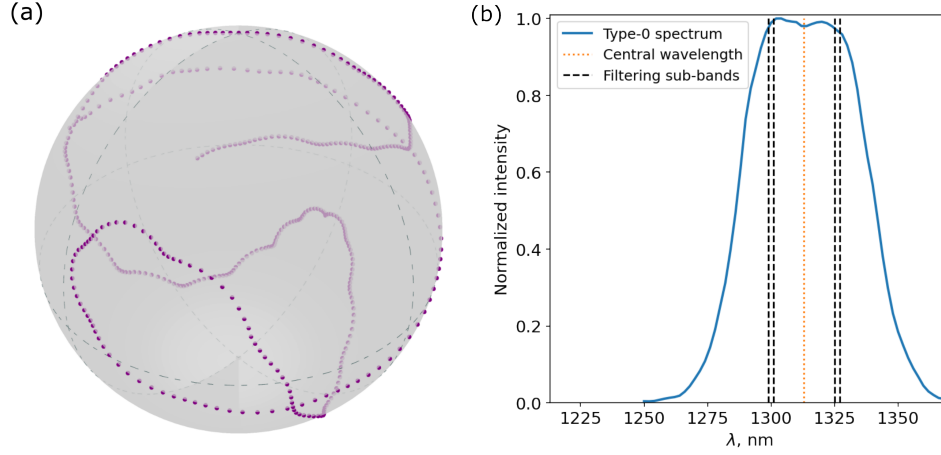 (a)
(b)
Type-0 spectrum
Central wavelength
Filtering sub-bands
Normalized intensity
1.0
0.8
0.6
0.4
0.2
0.0
1225
1250
1275
1300
1325
1350
λ, nm